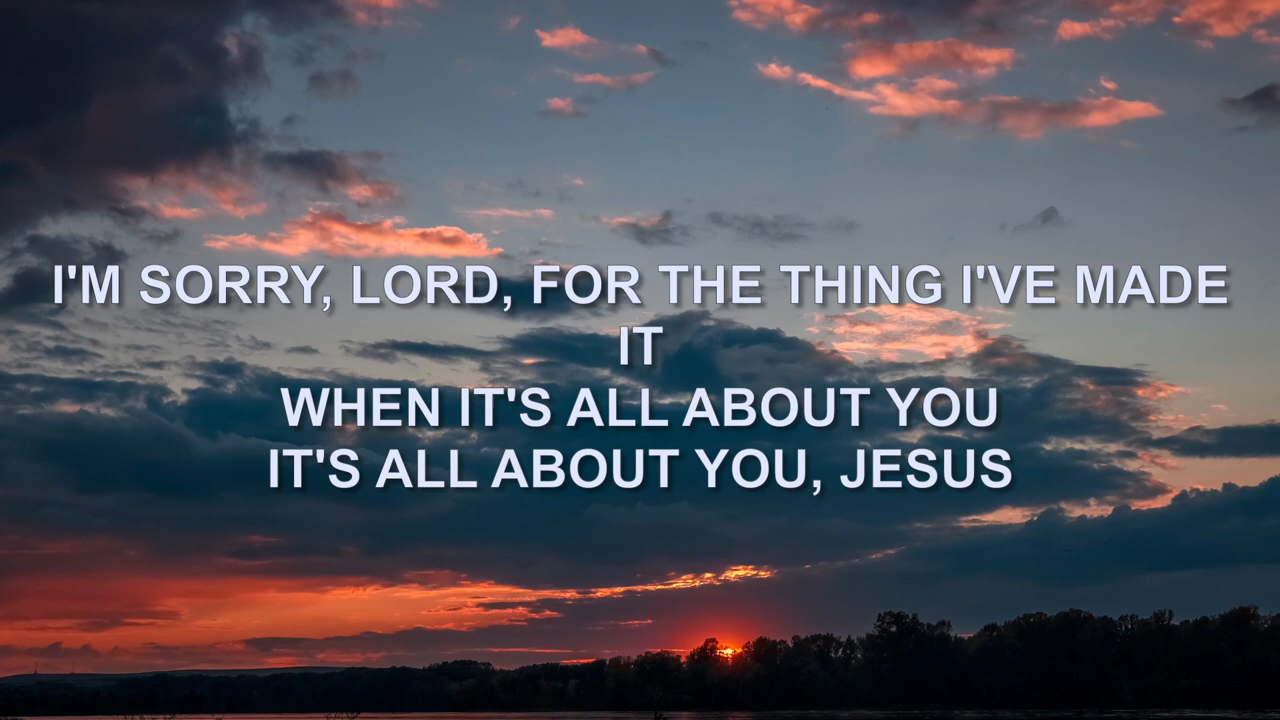 I'M SORRY, LORD, FOR THE THING I'VE MADE
IT
WHEN IT'S ALL ABOUT YOU
IT'S ALL ABOUT YOU, JESUS